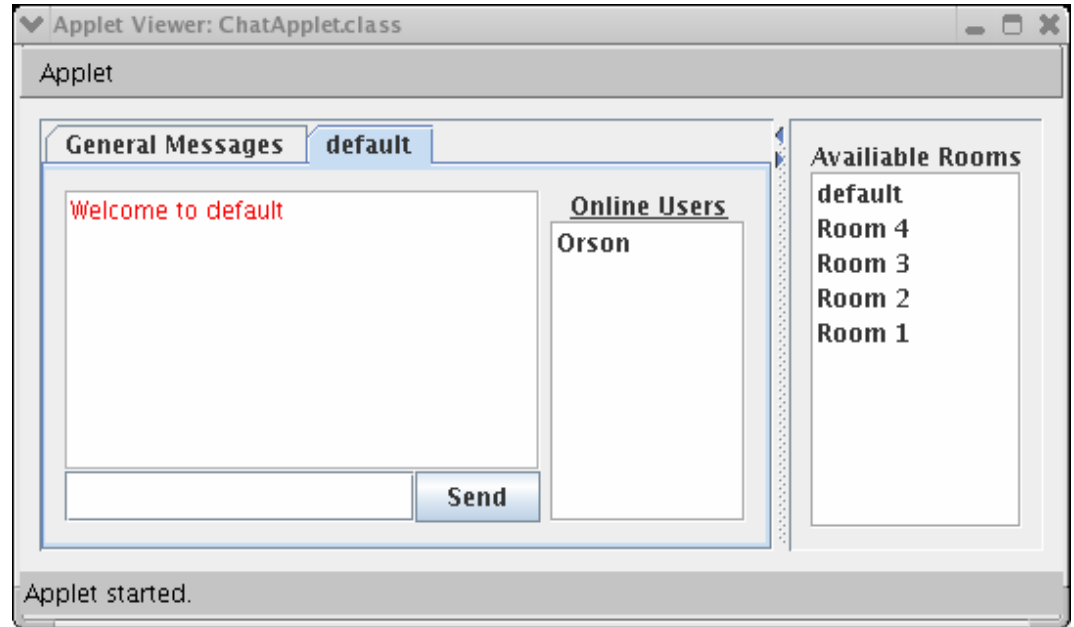 Applet Viewer: ChatApplet.class
Applet
General Messages
default
Welcome to default
Send
Online Users
Orson
Availiable Rooms
default
Room 4
Room 3
Room 2
Room 1
Applet started.